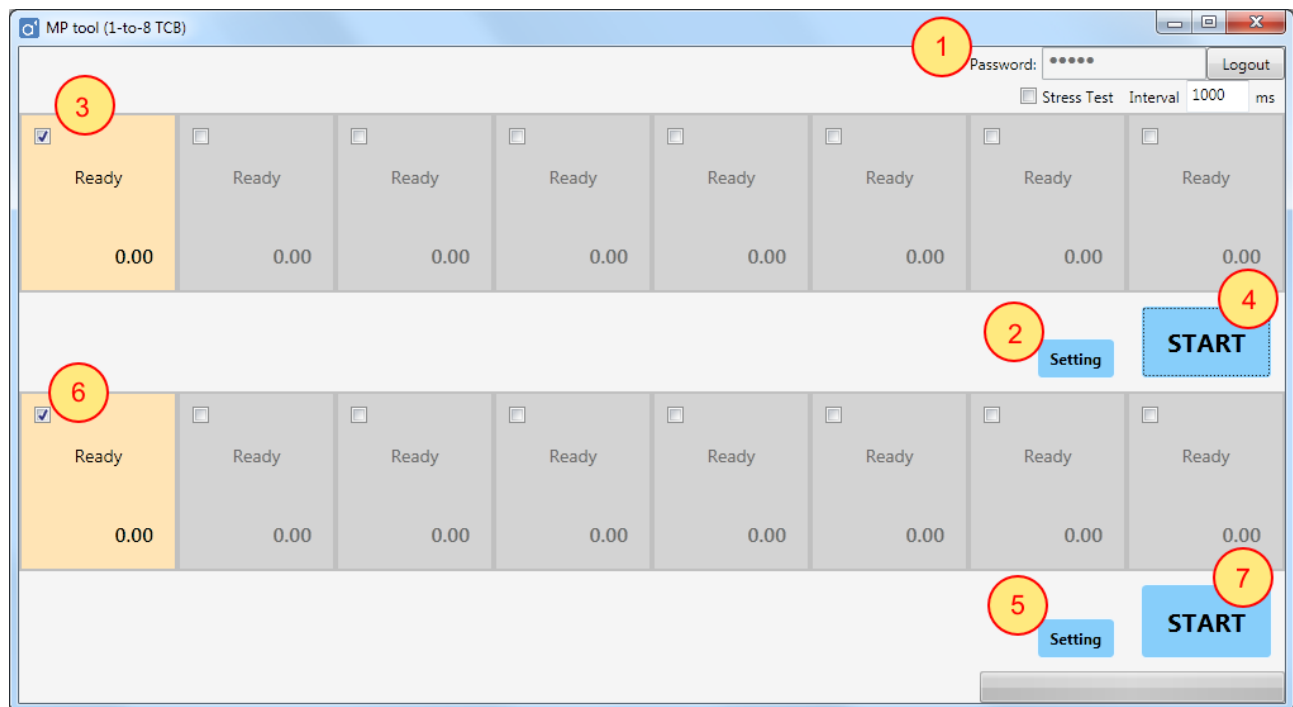 MP tool (1-to-8 TCB)
1
Password: ●●●●● Logout
Stress Test Interval 1000 ms
3
Ready Ready Ready Ready Ready Ready Ready Ready
0.00 0.00 0.00 0.00 0.00 0.00 0.00 0.00
4
2
START
Setting
6
Ready Ready Ready Ready Ready Ready Ready Ready
0.00 0.00 0.00 0.00 0.00 0.00 0.00 0.00
7
5
START
Setting